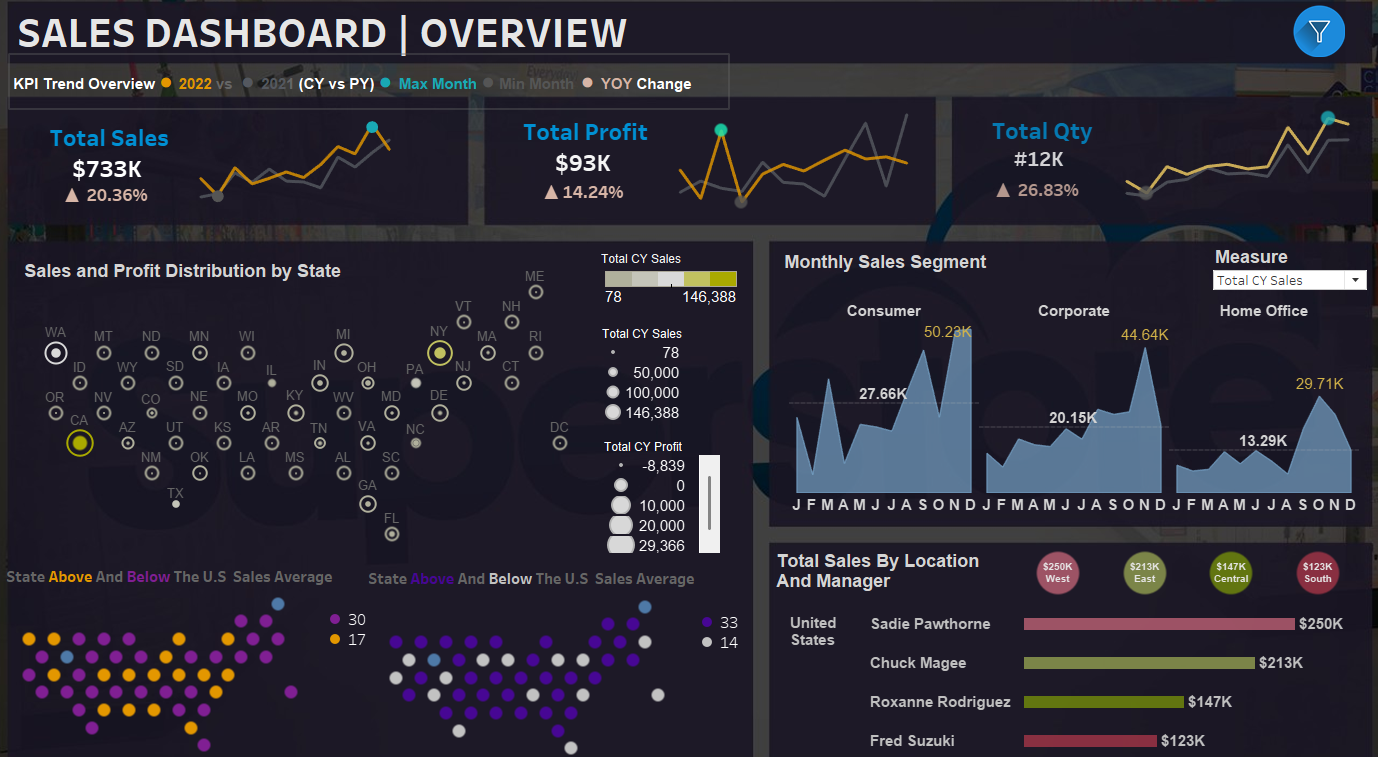 SALES DASHBOARD | OVERVIEW
KPI Trend Overview 2022 vs 2021 (CY vs PY) Max Month Min Month YOY Change
Total Sales
$733K
▲ 20.36%
Total Profit
$93K
▲ 14.24%
Total Qty
#12K
▲ 26.83%
Sales and Profit Distribution by State
ME
VT NH
WA MT ND MN WI MI NY MA RI
ID WY SD IA IL IN OH PA NJ CT
OR NV CO NE MO KY WV MD DE
CA AZ UT KS AR TN VA NC DC
NM OK LA MS AL SC
TX GA
FL
Total CY Sales
78 146,388
Total CY Sales
78
50,000
100,000
146,388
Total CY Profit
-8,839
0
10,000
20,000
29,366
State Above And Below The U.S Sales Average
30
17
State Above And Below The U.S Sales Average
33
14
Monthly Sales Segment
Measure
Total CY Sales
Consumer Corporate Home Office
50.23K
27.66K
44.64K
20.15K
29.71K
13.29K
J F M A M J J A S O N D J F M A M J J A S O N D J F M A M J J A S O N D
Total Sales By Location
And Manager
$250K
West
$213K
East
$147K
Central
$123K
South
United
States
Sadie Pawthorne $250K
Chuck Magee $213K
Roxanne Rodriguez $147K
Fred Suzuki $123K